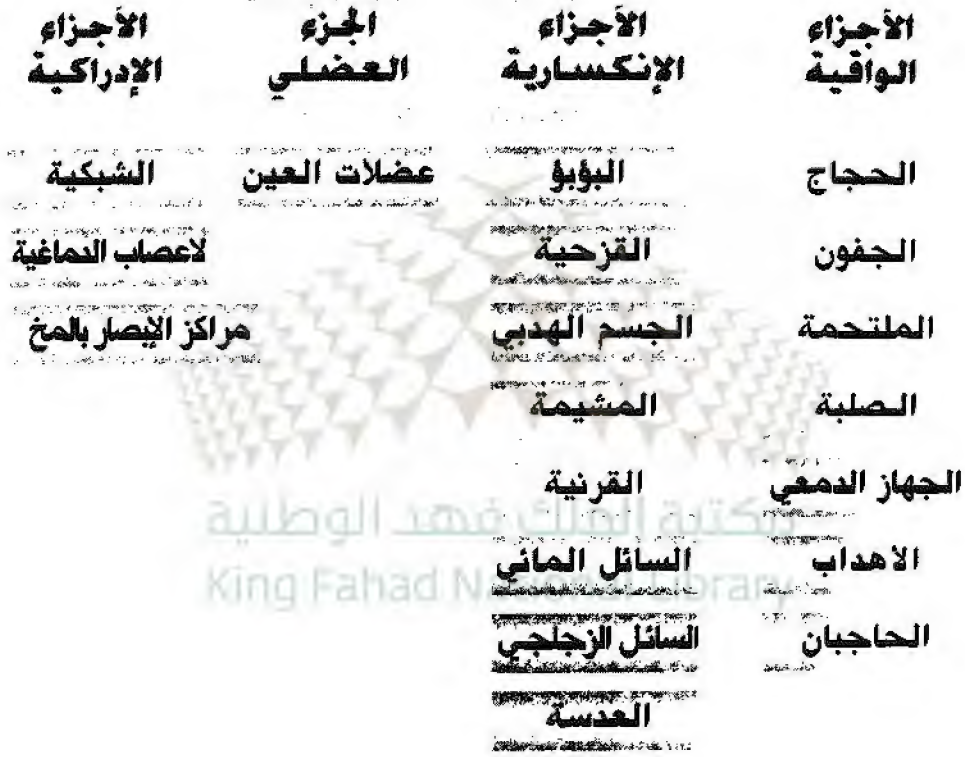 الأجزاء الواقية
الحجاج
الجفون
الملتحمة
الصلبة
الجهاز الدمعي
الأهداب
الحاجبان
الأجزاء الإنكسارية
البؤبؤ
القزحية
الجسم الهدبي
المشيمة
القرنية
السائل المائي
السائل الزجلجي
العدسة
الجزء العضلي
عضلات العين
الأجزاء الإدراكية
الشبكية
لاعصاب الدماغية
مراكز الإبصار بالمخ
مكتبة الملك فهد الوطنية
King Fahad National Library